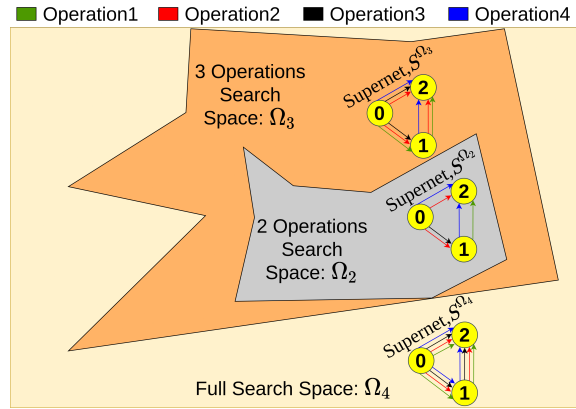 Operation1 Operation2 Operation3 Operation4
3 Operations
Search
Space: Ω₃
Supernet, S^Ω₃
2
0
1
2 Operations
Search
Space: Ω₂
Supernet, S^Ω₂
2
0
1
Supernet, S^Ω₄
2
0
1
Full Search Space: Ω₄